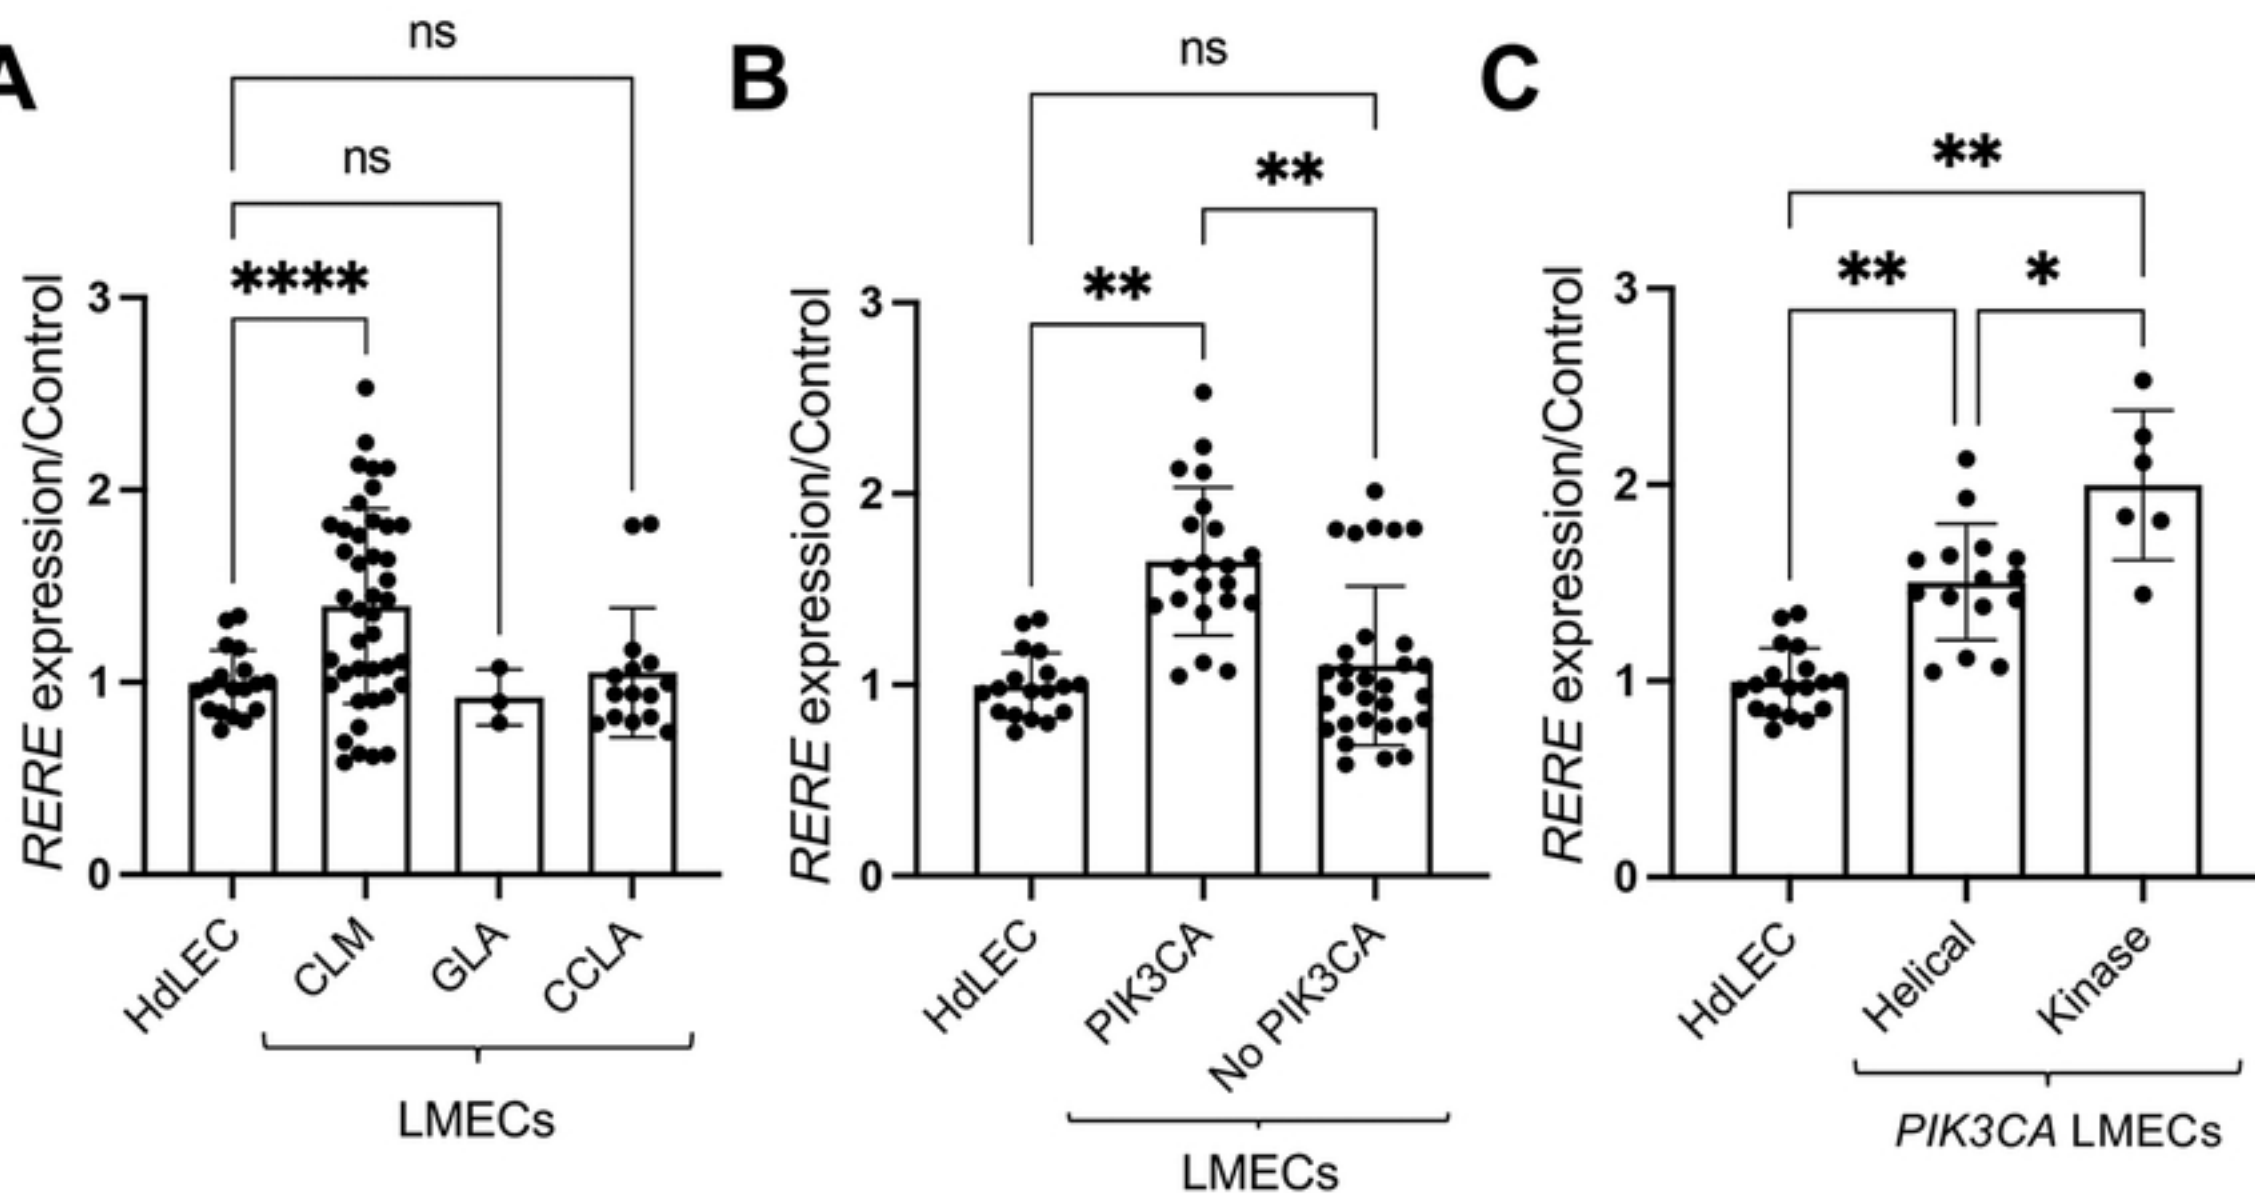 A
ns
ns
****
RERE expression/Control
3
2
1
0
HdLEC
CLM
GLA
CCLA
LMECs
B
ns
**
**
RERE expression/Control
3
2
1
0
HdLEC
PIK3CA
No PIK3CA
LMECs
C
**
** *
RERE expression/Control
3
2
1
0
HdLEC
Helical
Kinase
PIK3CA LMECs